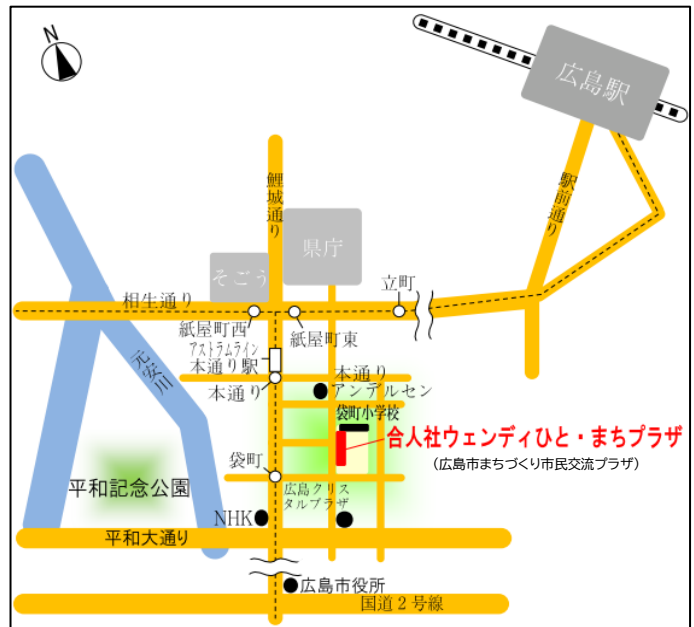 N
広島駅
駅前通り
鯉城通り
県庁
そごう
立町
相生通り
紙屋町西
紙屋町東
アストラムライン
本通り駅
本通り
本通り
アンデルセン
元安川
袋町小学校
合人社ウェンディひと・まちプラザ
(広島市まちづくり市民交流プラザ)
袋町
平和記念公園
広島クリス
タルプラザ
NHK
平和大通り
広島市役所
国道2号線